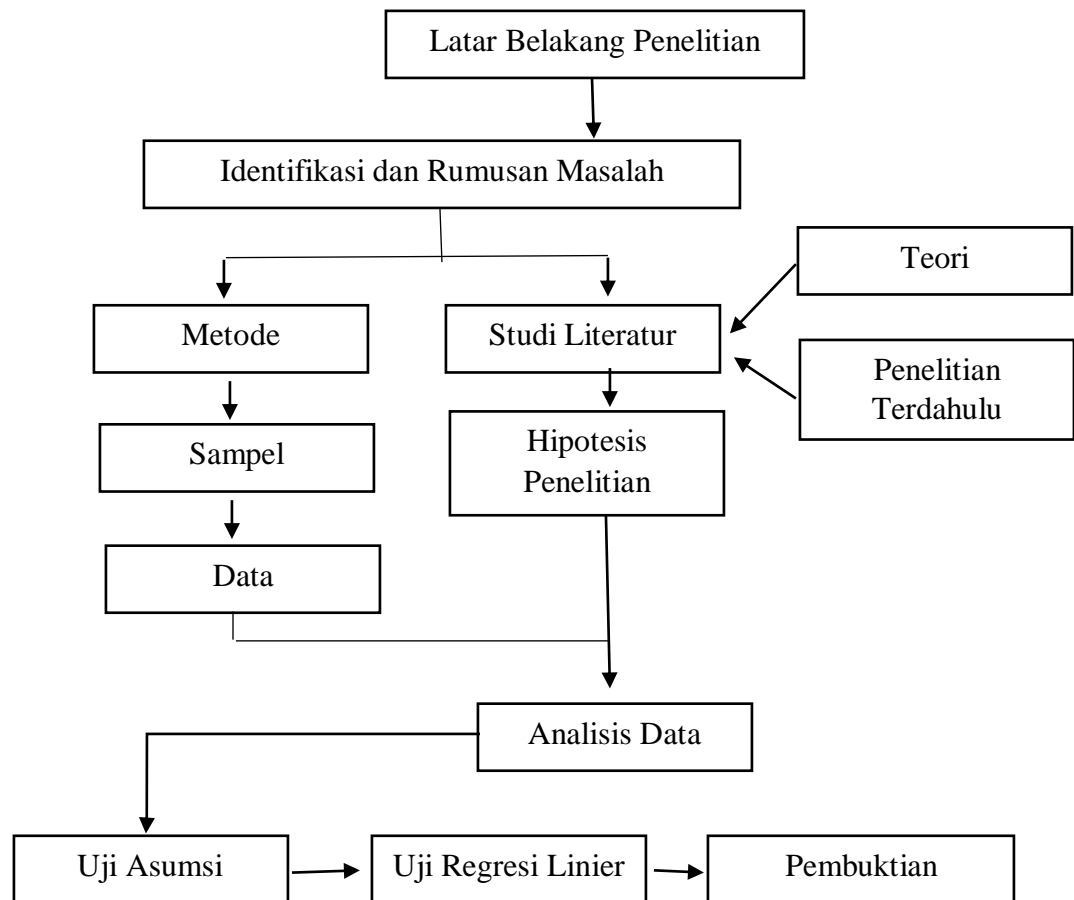 Latar Belakang Penelitian
Identifikasi dan Rumusan Masalah
Teori
Metode
Studi Literatur
Penelitian
Terdahulu
Sampel
Hipotesis
Penelitian
Data
Analisis Data
Uji Asumsi
Uji Regresi Linier
Pembuktian